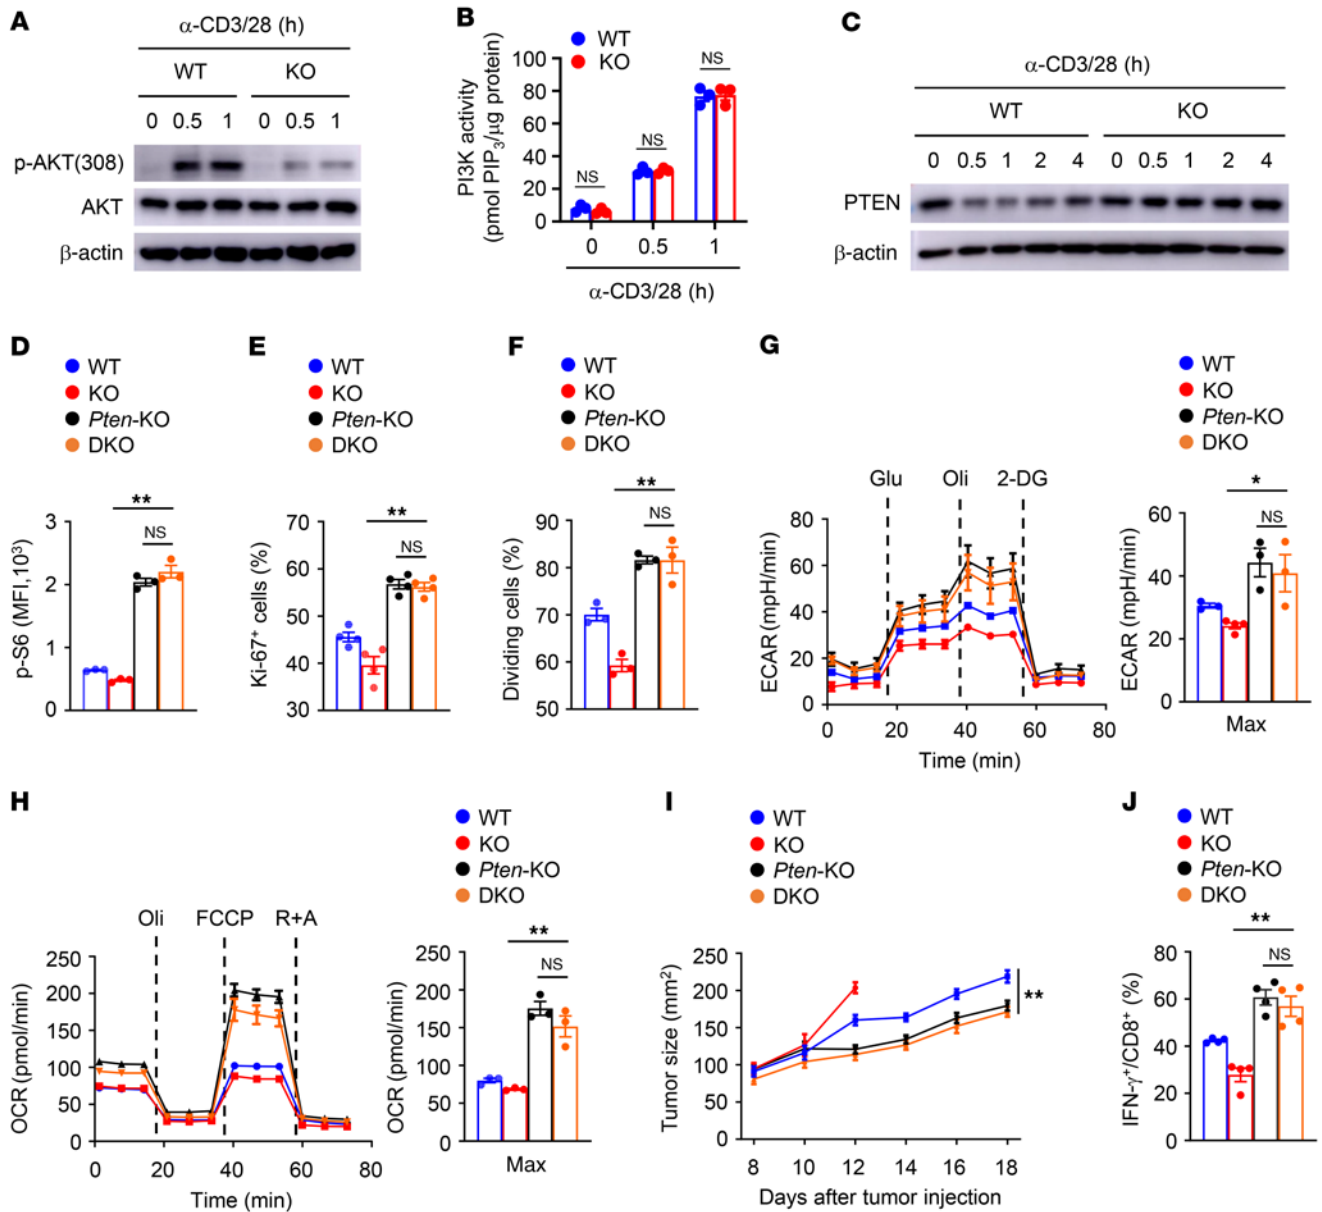 A
α-CD3/28 (h)
WT KO
0 0.5 1 0 0.5 1
p-AKT(308)
AKT
β-actin
B
WT
KO
PI3K activity
(pmol PIP3/μg protein)
100
80
60
40
20
0
NS
NS
NS
0 0.5 1
α-CD3/28 (h)
C
α-CD3/28 (h)
WT KO
0 0.5 1 2 4 0 0.5 1 2 4
PTEN
β-actin
D
WT
KO
Pten-KO
DKO
**
NS
p-S6 (MFI,10³)
3
2
1
0
E
WT
KO
Pten-KO
DKO
**
NS
Ki-67⁺ cells (%)
70
60
50
40
30
F
WT
KO
Pten-KO
DKO
**
NS
Dividing cells (%)
90
80
70
60
50
G
Glu Oli 2-DG
ECAR (mpH/min)
80
60
40
20
0
0 20 40 60 80
Time (min)
WT
KO
Pten-KO
DKO
*
NS
ECAR (mpH/min)
60
40
20
0
Max
H
Oli FCCP R+A
OCR (pmol/min)
250
200
150
100
50
0
0 20 40 60 80
Time (min)
WT
KO
Pten-KO
DKO
**
NS
OCR (pmol/min)
250
200
150
100
50
0
Max
I
WT
KO
Pten-KO
DKO
Tumor size (mm²)
250
200
150
100
50
0
**
8 10 12 14 16 18
Days after tumor injection
J
WT
KO
Pten-KO
DKO
**
NS
IFN-γ⁺/CD8⁺ (%)
80
60
40
20
0